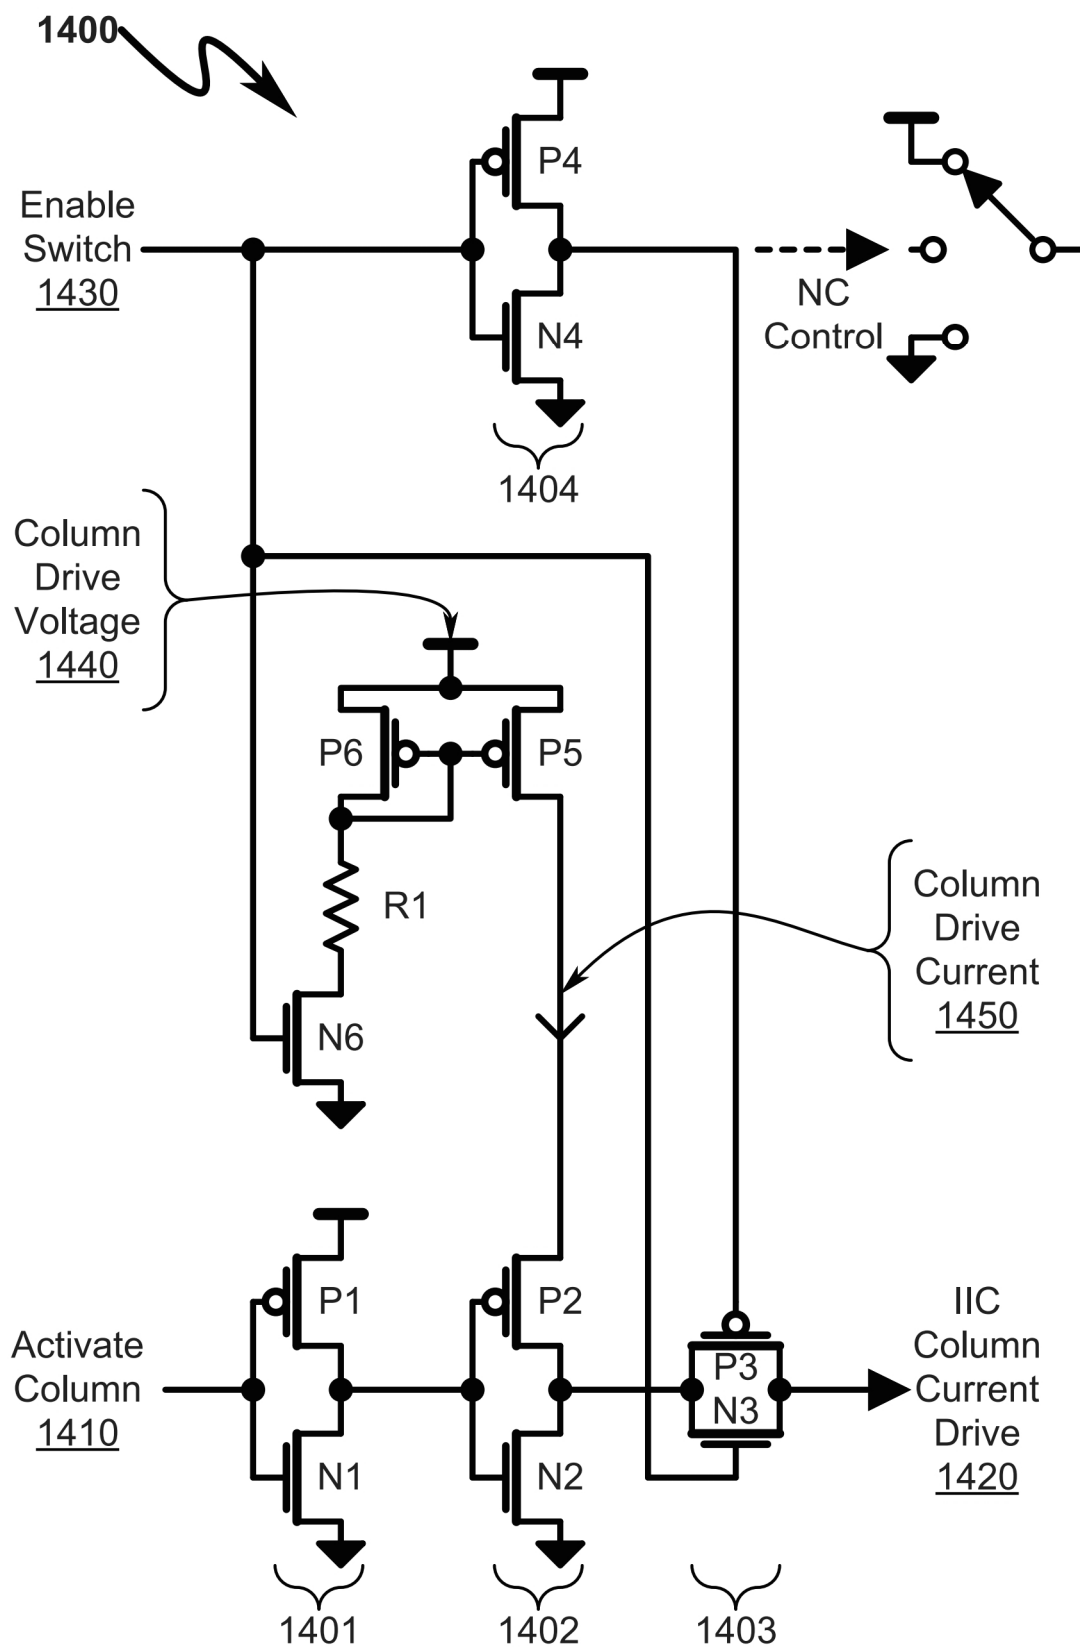 1400
P4
Enable
Switch
1430
NC
Control
N4
1404
Column
Drive
Voltage
1440
P6
P5
R1
Column
Drive
Current
1450
N6
P1
P2
IIC
Column
Current
Drive
1420
Activate
Column
1410
P3
N3
N1
N2
1401
1402
1403